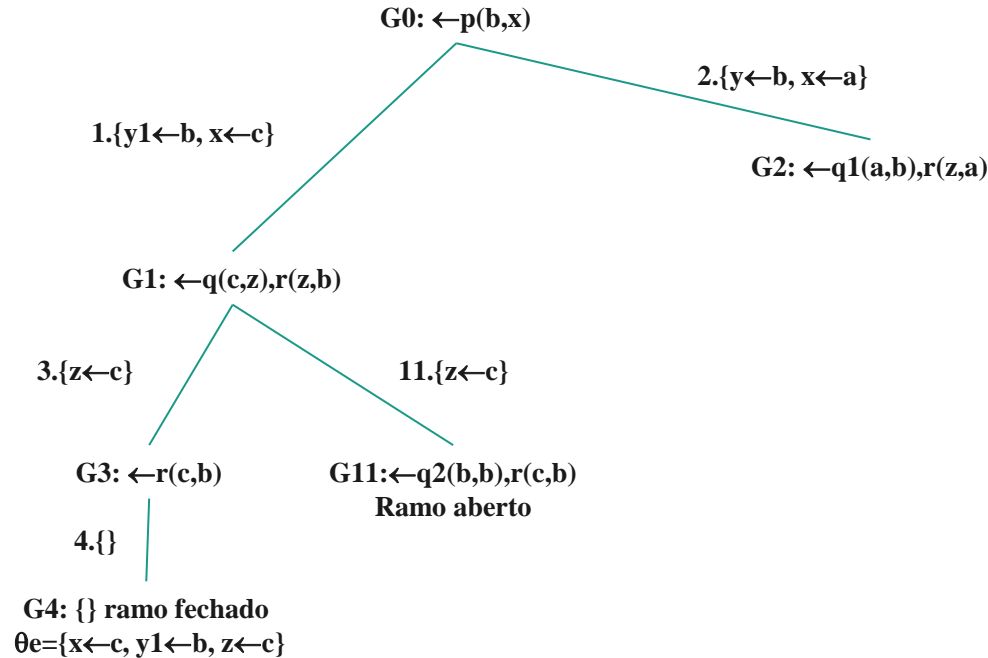 G0: ←p(b,x)
2.{y←b, x←a}
1.{y1←b, x←c}
G2: ←q1(a,b),r(z,a)
G1: ←q(c,z),r(z,b)
3.{z←c}
11.{z←c}
G3: ←r(c,b)
G11:←q2(b,b),r(c,b)
Ramo aberto
4.{}
G4: {} ramo fechado
θe={x←c, y1←b, z←c}